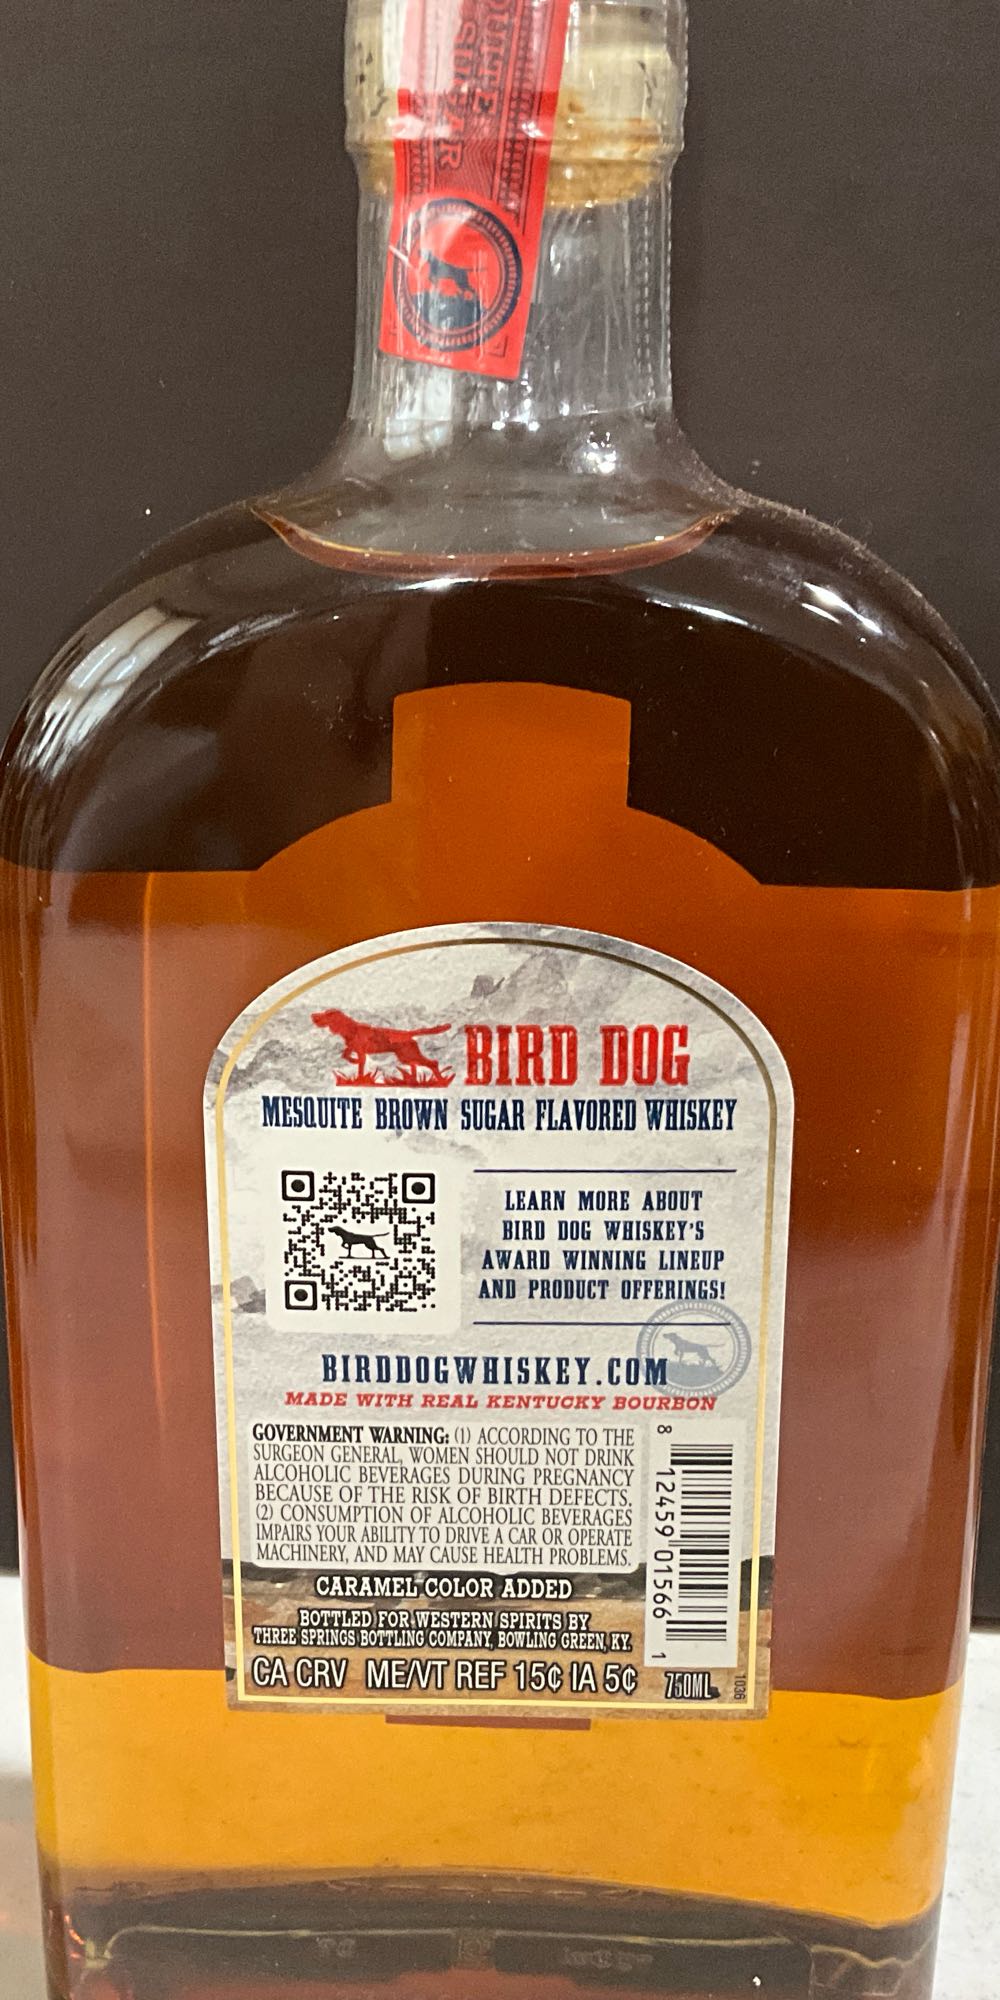 SUGAR
BIRD DOG
MESQUITE BROWN SUGAR FLAVORED WHISKEY
LEARN MORE ABOUT
BIRD DOG WHISKEY'S
AWARD WINNING LINEUP
AND PRODUCT OFFERINGS!
BIRDDOGWHISKEY.COM
MADE WITH REAL KENTUCKY BOURBON
GOVERNMENT WARNING: (1) ACCORDING TO THE
SURGEON GENERAL, WOMEN SHOULD NOT DRINK
ALCOHOLIC BEVERAGES DURING PREGNANCY
BECAUSE OF THE RISK OF BIRTH DEFECTS.
(2) CONSUMPTION OF ALCOHOLIC BEVERAGES
IMPAIRS YOUR ABILITY TO DRIVE A CAR OR OPERATE
MACHINERY, AND MAY CAUSE HEALTH PROBLEMS.
8 12459 01566 1
CARAMEL COLOR ADDED
BOTTLED FOR WESTERN SPIRITS BY
THREE SPRINGS BOTTLING COMPANY, BOWLING GREEN, KY.
CA CRV ME/VT REF 15¢ IA 5¢
750ML
1036